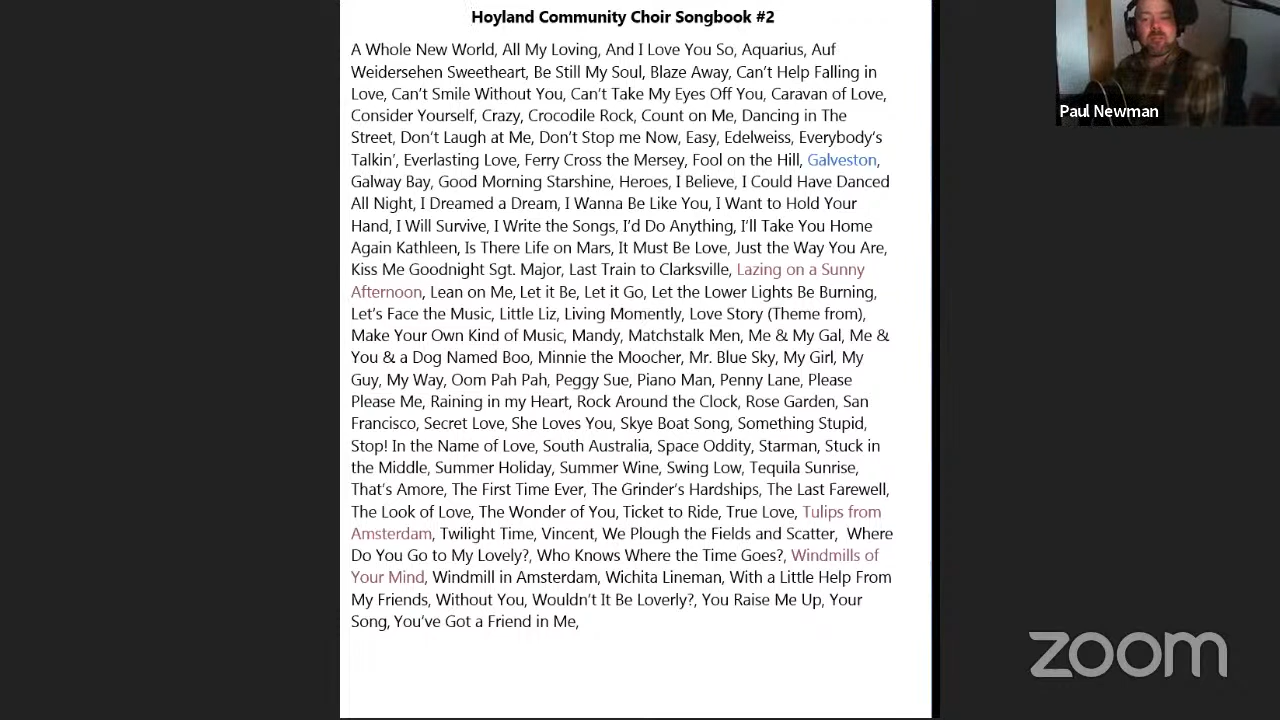 Hoyland Community Choir Songbook #2
A Whole New World, All My Loving, And I Love You So, Aquarius, Auf
Weidersehen Sweetheart, Be Still My Soul, Blaze Away, Can't Help Falling in
Love, Can't Smile Without You, Can't Take My Eyes Off You, Caravan of Love,
Consider Yourself, Crazy, Crocodile Rock, Count on Me, Dancing in The
Street, Don't Laugh at Me, Don't Stop me Now, Easy, Edelweiss, Everybody's
Talkin', Everlasting Love, Ferry Cross the Mersey, Fool on the Hill, Galveston,
Galway Bay, Good Morning Starshine, Heroes, I Believe, I Could Have Danced
All Night, I Dreamed a Dream, I Wanna Be Like You, I Want to Hold Your
Hand, I Will Survive, I Write the Songs, I'd Do Anything, I'll Take You Home
Again Kathleen, Is There Life on Mars, It Must Be Love, Just the Way You Are,
Kiss Me Goodnight Sgt. Major, Last Train to Clarksville, Lazing on a Sunny
Afternoon, Lean on Me, Let it Be, Let it Go, Let the Lower Lights Be Burning,
Let's Face the Music, Little Liz, Living Momently, Love Story (Theme from),
Make Your Own Kind of Music, Mandy, Matchstalk Men, Me & My Gal, Me &
You & a Dog Named Boo, Minnie the Moocher, Mr. Blue Sky, My Girl, My
Guy, My Way, Oom Pah Pah, Peggy Sue, Piano Man, Penny Lane, Please
Please Me, Raining in my Heart, Rock Around the Clock, Rose Garden, San
Francisco, Secret Love, She Loves You, Skye Boat Song, Something Stupid,
Stop! In the Name of Love, South Australia, Space Oddity, Starman, Stuck in
the Middle, Summer Holiday, Summer Wine, Swing Low, Tequila Sunrise,
That's Amore, The First Time Ever, The Grinder's Hardships, The Last Farewell,
The Look of Love, The Wonder of You, Ticket to Ride, True Love, Tulips from
Amsterdam, Twilight Time, Vincent, We Plough the Fields and Scatter, Where
Do You Go to My Lovely?, Who Knows Where the Time Goes?, Windmills of
Your Mind, Windmill in Amsterdam, Wichita Lineman, With a Little Help From
My Friends, Without You, Wouldn't It Be Loverly?, You Raise Me Up, Your
Song, You've Got a Friend in Me,
Paul Newman
zoom